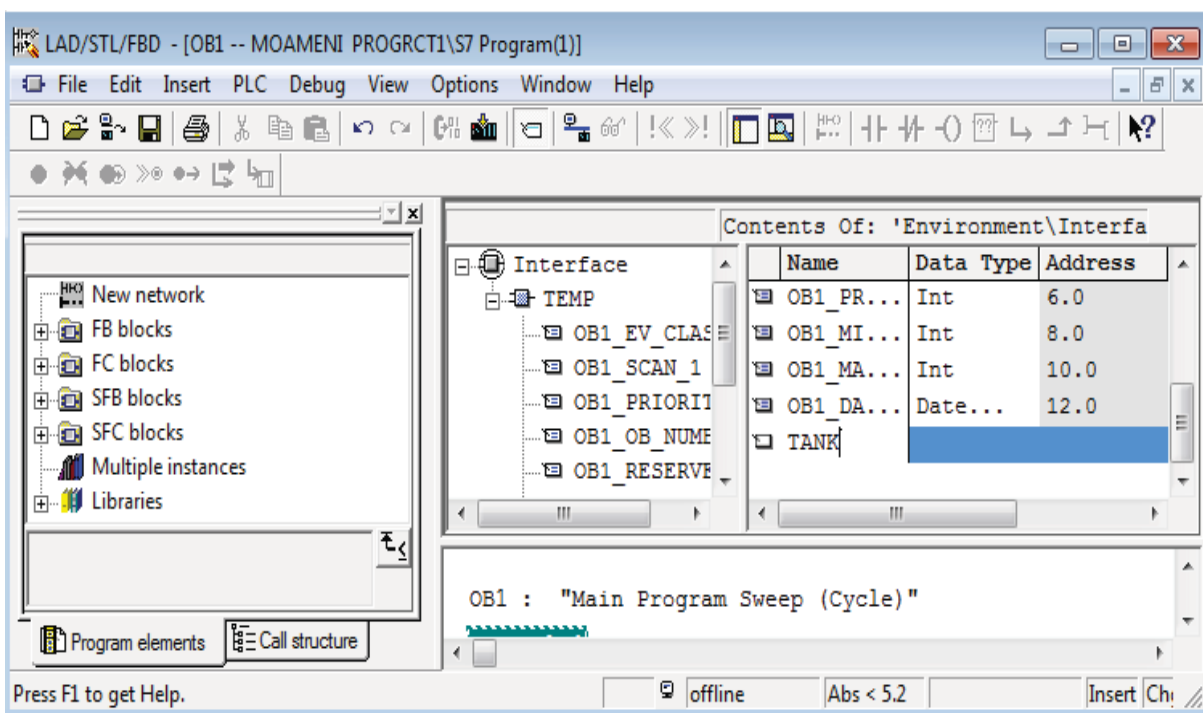 LAD/STL/FBD - [OB1 -- MOAMENI PROGRCT1\S7 Program(1)]
File Edit Insert PLC Debug View Options Window Help
New network
FB blocks
FC blocks
SFB blocks
SFC blocks
Multiple instances
Libraries
Program elements
Call structure
Contents Of: 'Environment\Interfa
Interface
TEMP
OB1_EV_CLAS
OB1_SCAN_1
OB1_PRIORIT
OB1_OB_NUME
OB1_RESERVE
Name Data Type Address
OB1_PR... Int 6.0
OB1_MI... Int 8.0
OB1_MA... Int 10.0
OB1_DA... Date... 12.0
TANK
OB1 : "Main Program Sweep (Cycle)"
Press F1 to get Help. offline Abs < 5.2 Insert Chg